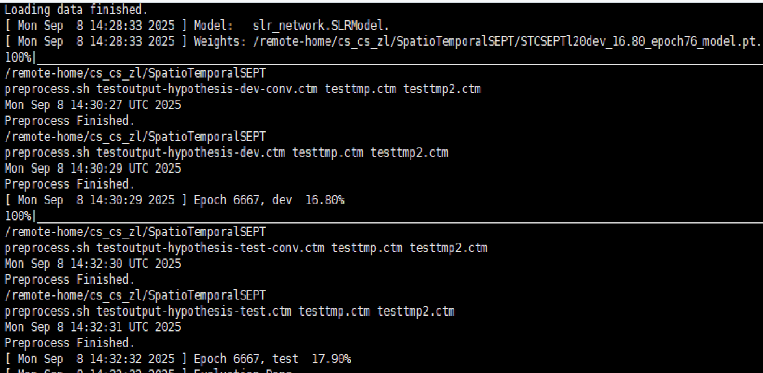 Loading data finished.
[ Mon Sep  8 14:28:33 2025 ] Model:   slr_network.SLRModel.
[ Mon Sep  8 14:28:33 2025 ] Weights: /remote-home/cs_cs_zl/SpatioTemporalSEPT/STCSEPTl20dev_16.80_epoch76_model.pt.
100%|
/remote-home/cs_cs_zl/SpatioTemporalSEPT
preprocess.sh testoutput-hypothesis-dev-conv.ctm testtmp.ctm testtmp2.ctm
Mon Sep 8 14:30:27 UTC 2025
Preprocess Finished.
/remote-home/cs_cs_zl/SpatioTemporalSEPT
preprocess.sh testoutput-hypothesis-dev.ctm testtmp.ctm testtmp2.ctm
Mon Sep 8 14:30:29 UTC 2025
Preprocess Finished.
[ Mon Sep  8 14:30:29 2025 ] Epoch 6667, dev  16.80%
100%|
/remote-home/cs_cs_zl/SpatioTemporalSEPT
preprocess.sh testoutput-hypothesis-test-conv.ctm testtmp.ctm testtmp2.ctm
Mon Sep 8 14:32:30 UTC 2025
Preprocess Finished.
/remote-home/cs_cs_zl/SpatioTemporalSEPT
preprocess.sh testoutput-hypothesis-test.ctm testtmp.ctm testtmp2.ctm
Mon Sep 8 14:32:31 UTC 2025
Preprocess Finished.
[ Mon Sep  8 14:32:32 2025 ] Epoch 6667, test  17.90%